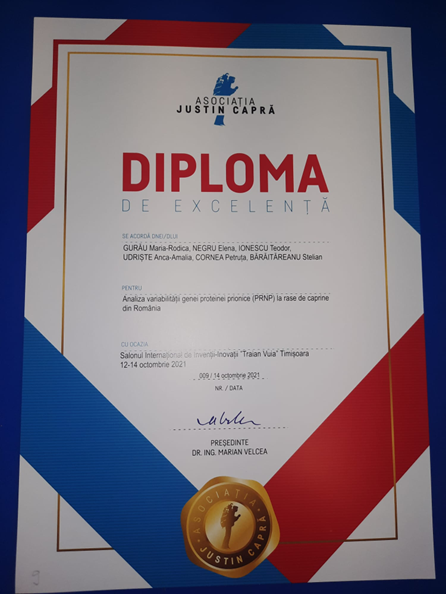 ASOCIAȚIA
JUSTIN CAPRĂ
DIPLOMA
DE EXCELENȚĂ
SE ACORDĂ DNEI/DLUI
GURĂU Maria-Rodica, NEGRU Elena, IONESCU Teodor,
UDRIȘTE Anca-Amalia, CORNEA Petruța, BĂRĂITĂREANU Stelian
PENTRU
Analiza variabilității genei proteinei prionice (PRNP) la rase de caprine
din România
CU OCAZIA
Salonul Internațional de Invenții-Inovații "Traian Vuia" Timișoara
12-14 octombrie 2021
009 / 14 octombrie 2021
NR. / DATA
PREȘEDINTE
DR. ING. MARIAN VELCEA
ASOCIAȚIA
JUSTIN CAPRĂ